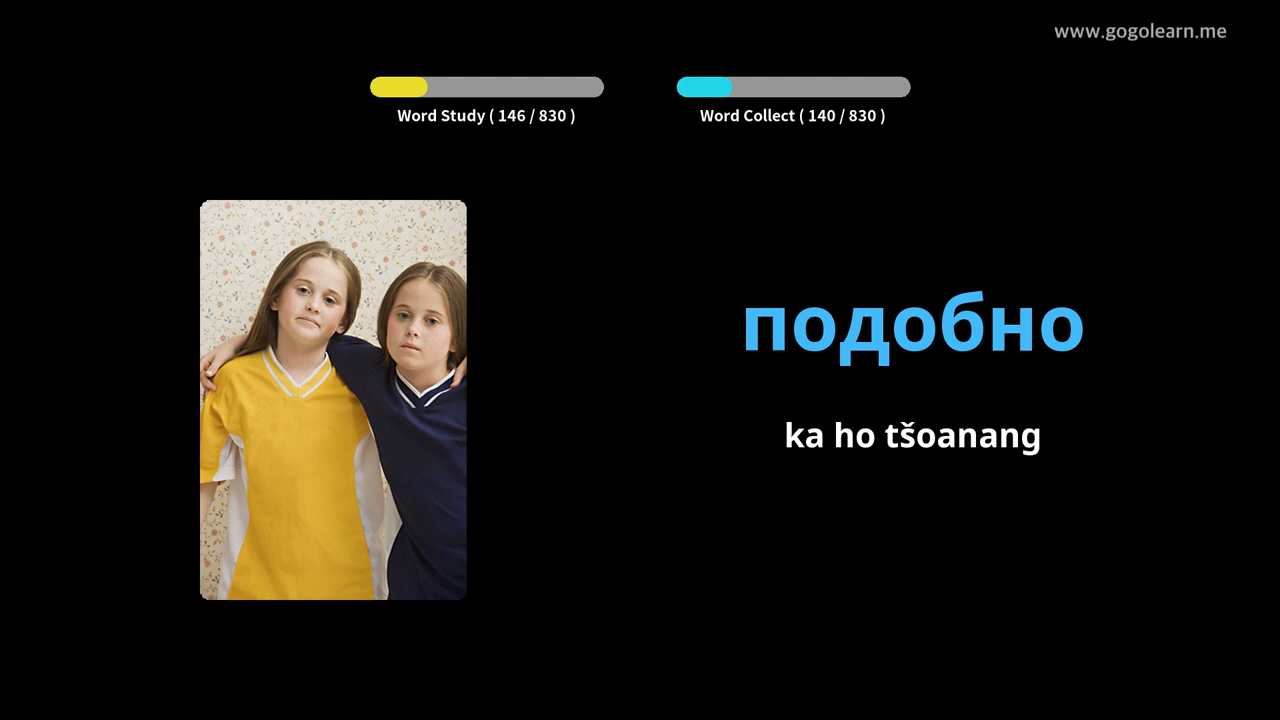 www.gogolearn.me
Word Study ( 146 / 830 )
Word Collect ( 140 / 830 )
подобно
ka ho tšoanang